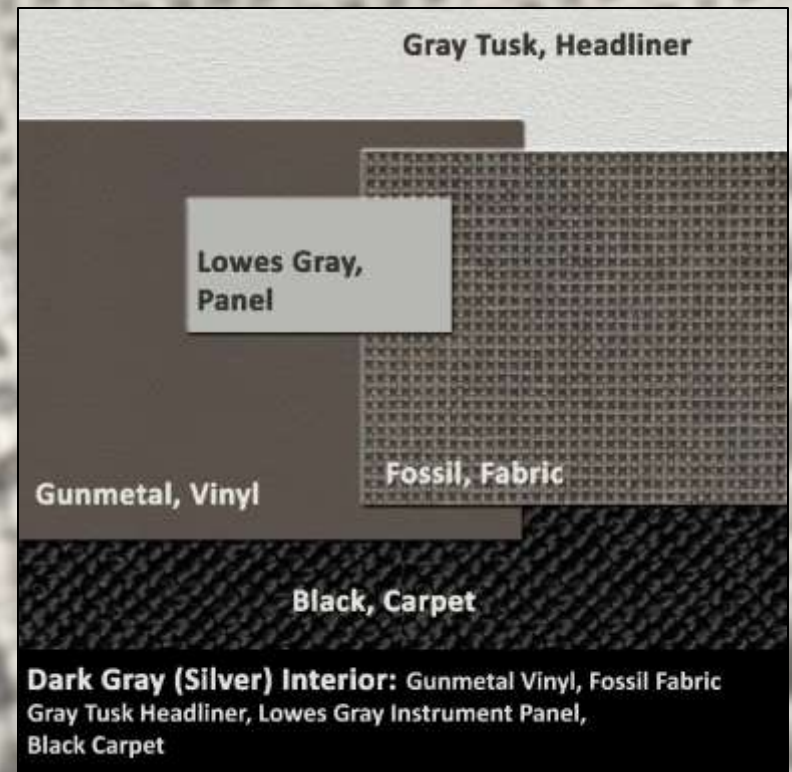 Gray Tusk, Headliner
Lowes Gray,
Panel
Fossil, Fabric
Gunmetal, Vinyl
Black, Carpet
Dark Gray (Silver) Interior: Gunmetal Vinyl, Fossil Fabric
Gray Tusk Headliner, Lowes Gray Instrument Panel,
Black Carpet